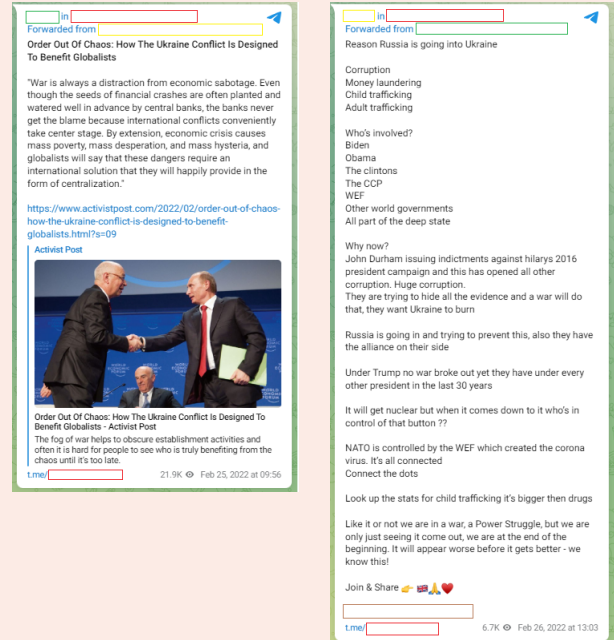 in
Forwarded from
Order Out Of Chaos: How The Ukraine Conflict Is Designed
To Benefit Globalists
"War is always a distraction from economic sabotage. Even
though the seeds of financial crashes are often planted and
watered well in advance by central banks, the banks never
get the blame because international conflicts conveniently
take center stage. By extension, economic crisis causes
mass poverty, mass desperation, and mass hysteria, and
globalists will say that these dangers require an
international solution that they will happily provide in the
form of centralization."
https://www.activistpost.com/2022/02/order-out-of-chaos-
how-the-ukraine-conflict-is-designed-to-benefit-
globalists.html?s=09
Activist Post
Order Out Of Chaos: How The Ukraine Conflict Is Designed To
Benefit Globalists - Activist Post
The fog of war helps to obscure establishment activities and
often it is hard for people to see who is truly benefiting from the
chaos until it's too late.
t.me/ 21.9K Feb 25, 2022 at 09:56
in
Forwarded from
Reason Russia is going into Ukraine
Corruption
Money laundering
Child trafficking
Adult trafficking
Who's involved?
Biden
Obama
The clintons
The CCP
WEF
Other world governments
All part of the deep state
Why now?
John Durham issuing indictments against hilarys 2016
president campaign and this has opened all other
corruption. Huge corruption.
They are trying to hide all the evidence and a war will do
that, they want Ukraine to burn
Russia is going in and trying to prevent this, also they have
the alliance on their side
Under Trump no war broke out yet they have under every
other president in the last 30 years
It will get nuclear but when it comes down to it who's in
control of that button ??
NATO is controlled by the WEF which created the corona
virus. It's all connected
Connect the dots
Look up the stats for child trafficking it's bigger then drugs
Like it or not we are in a war, a Power Struggle, but we are
only just seeing it come out, we are at the end of the
beginning. It will appear worse before it gets better - we
know this!
Join & Share 👉 🇬🇧🙏♥️
t.me/ 6.7K Feb 26, 2022 at 13:03